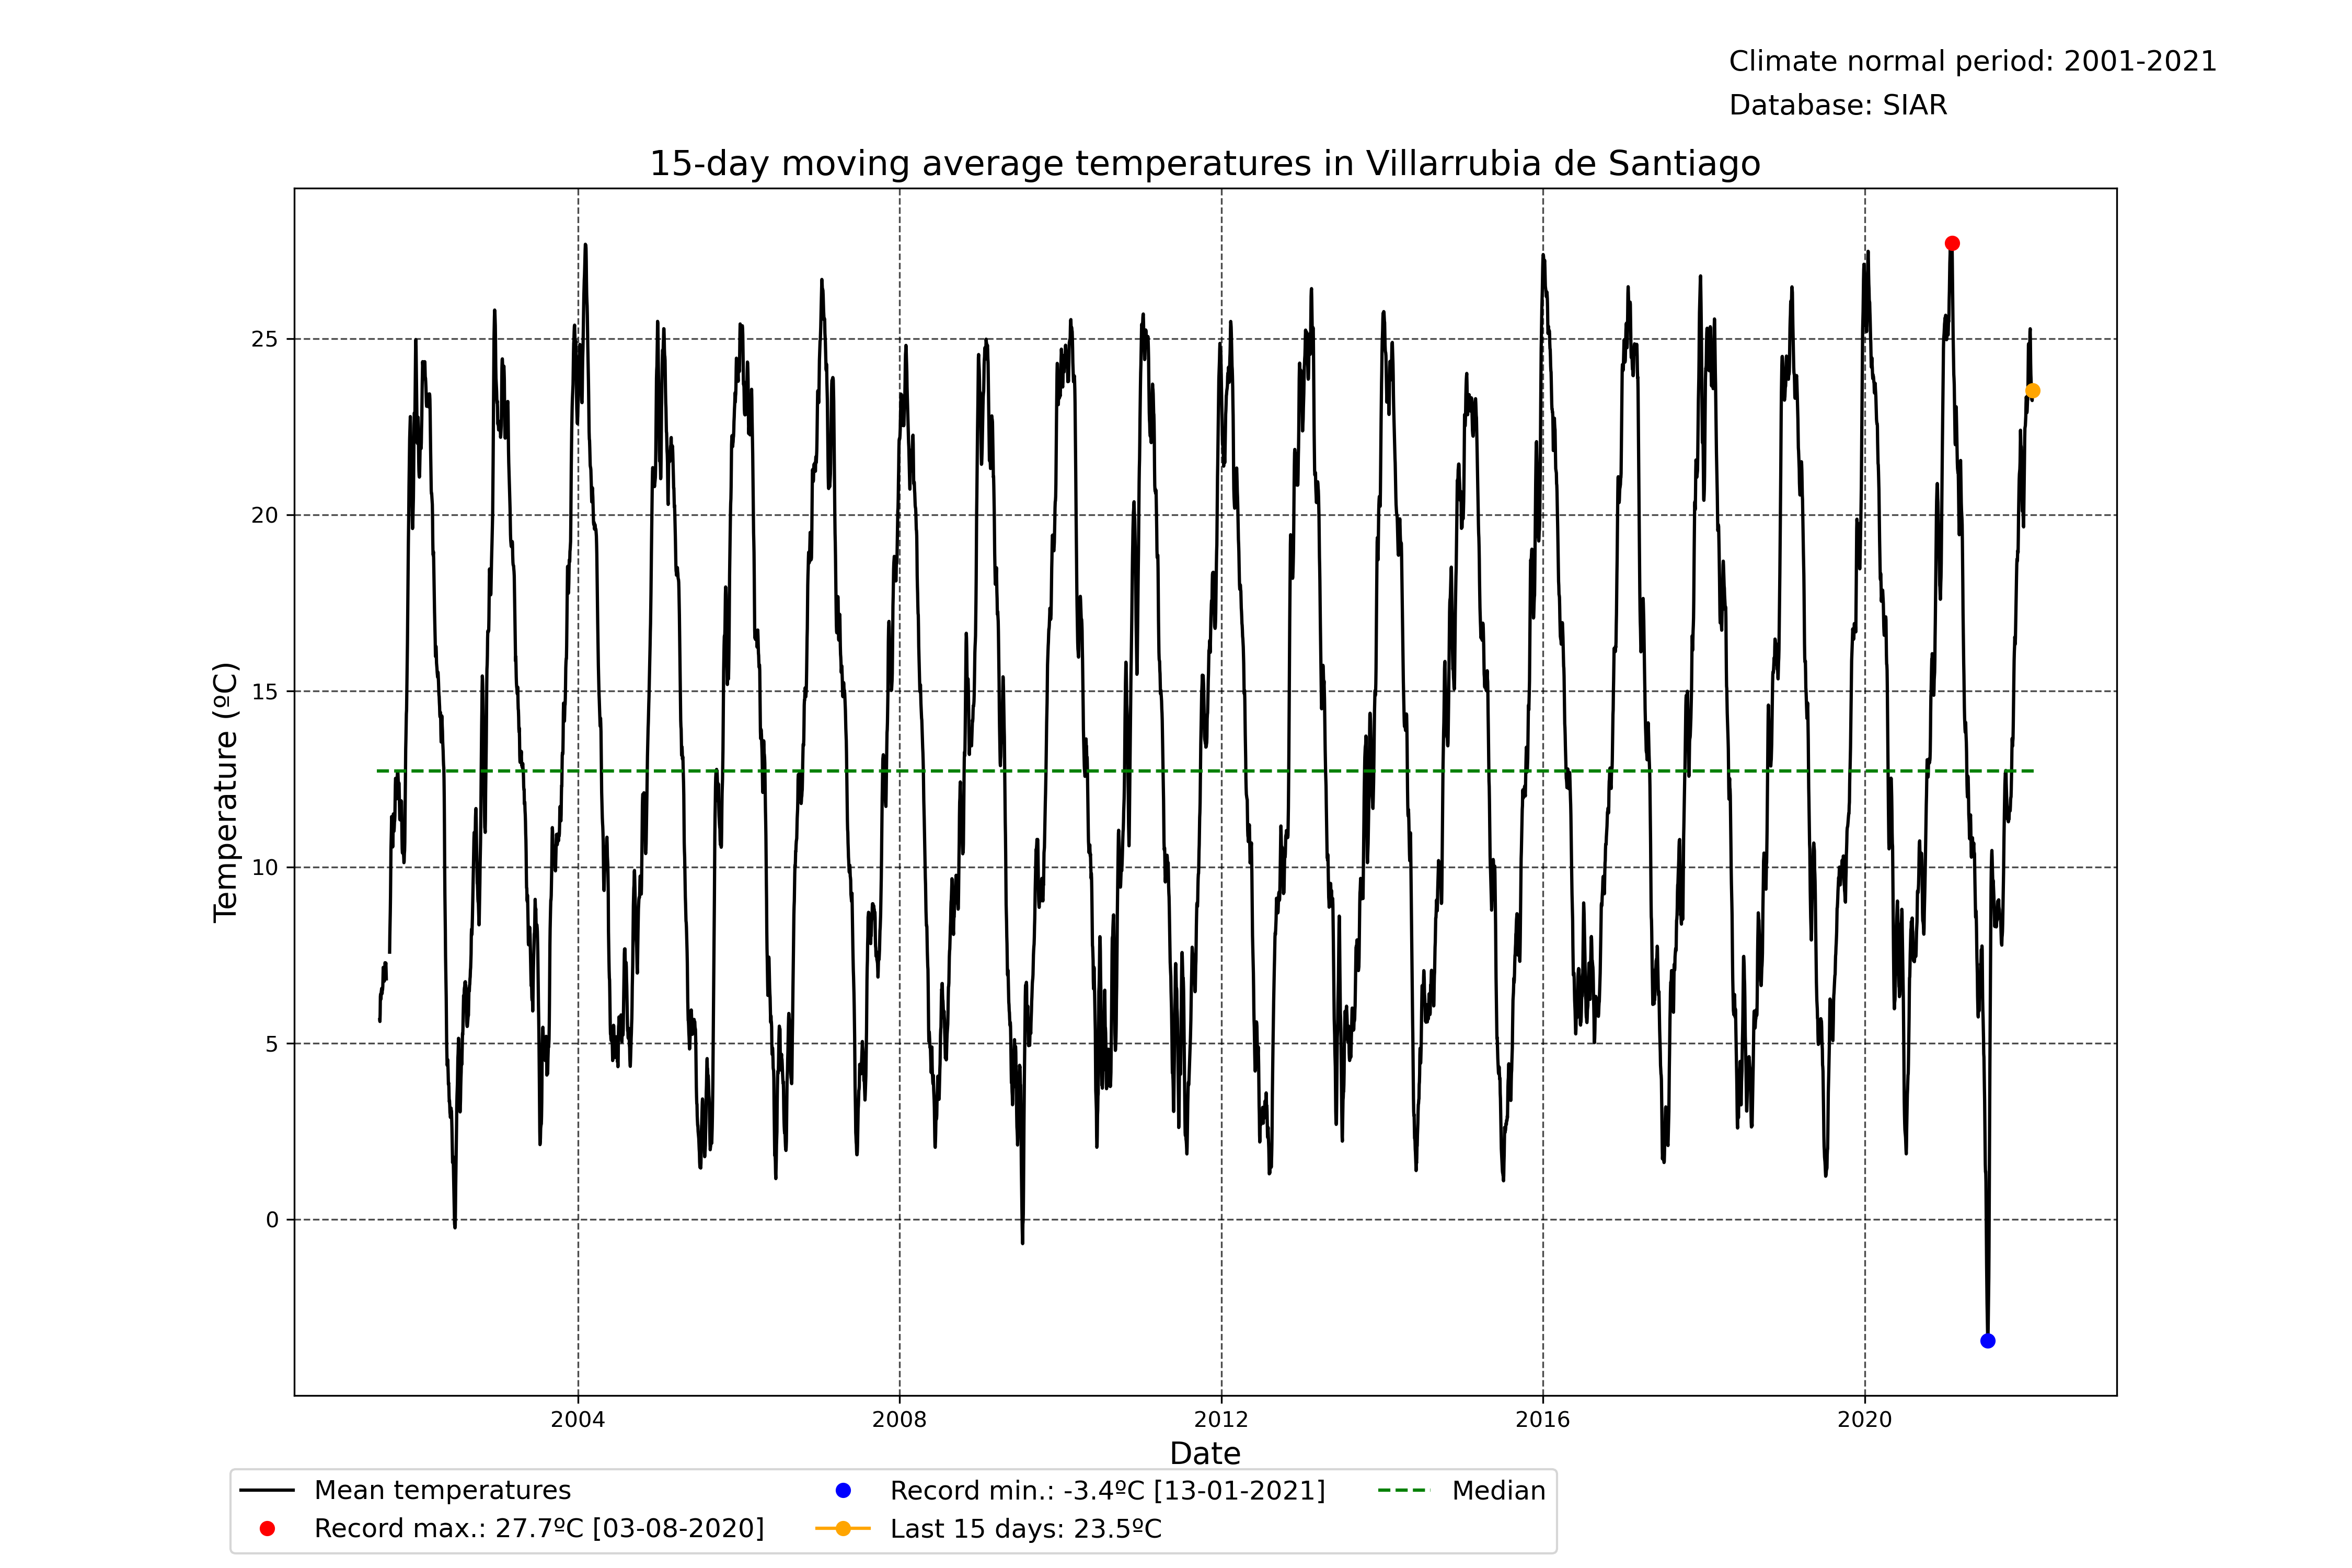 Climate normal period: 2001-2021
Database: SIAR
15-day moving average temperatures in Villarrubia de Santiago
25
20
15
10
5
0
Temperature (ºC)
2004 2008 2012 2016 2020
Date
Mean temperatures
Record max.: 27.7ºC [03-08-2020]
Record min.: -3.4ºC [13-01-2021]
Last 15 days: 23.5ºC
Median